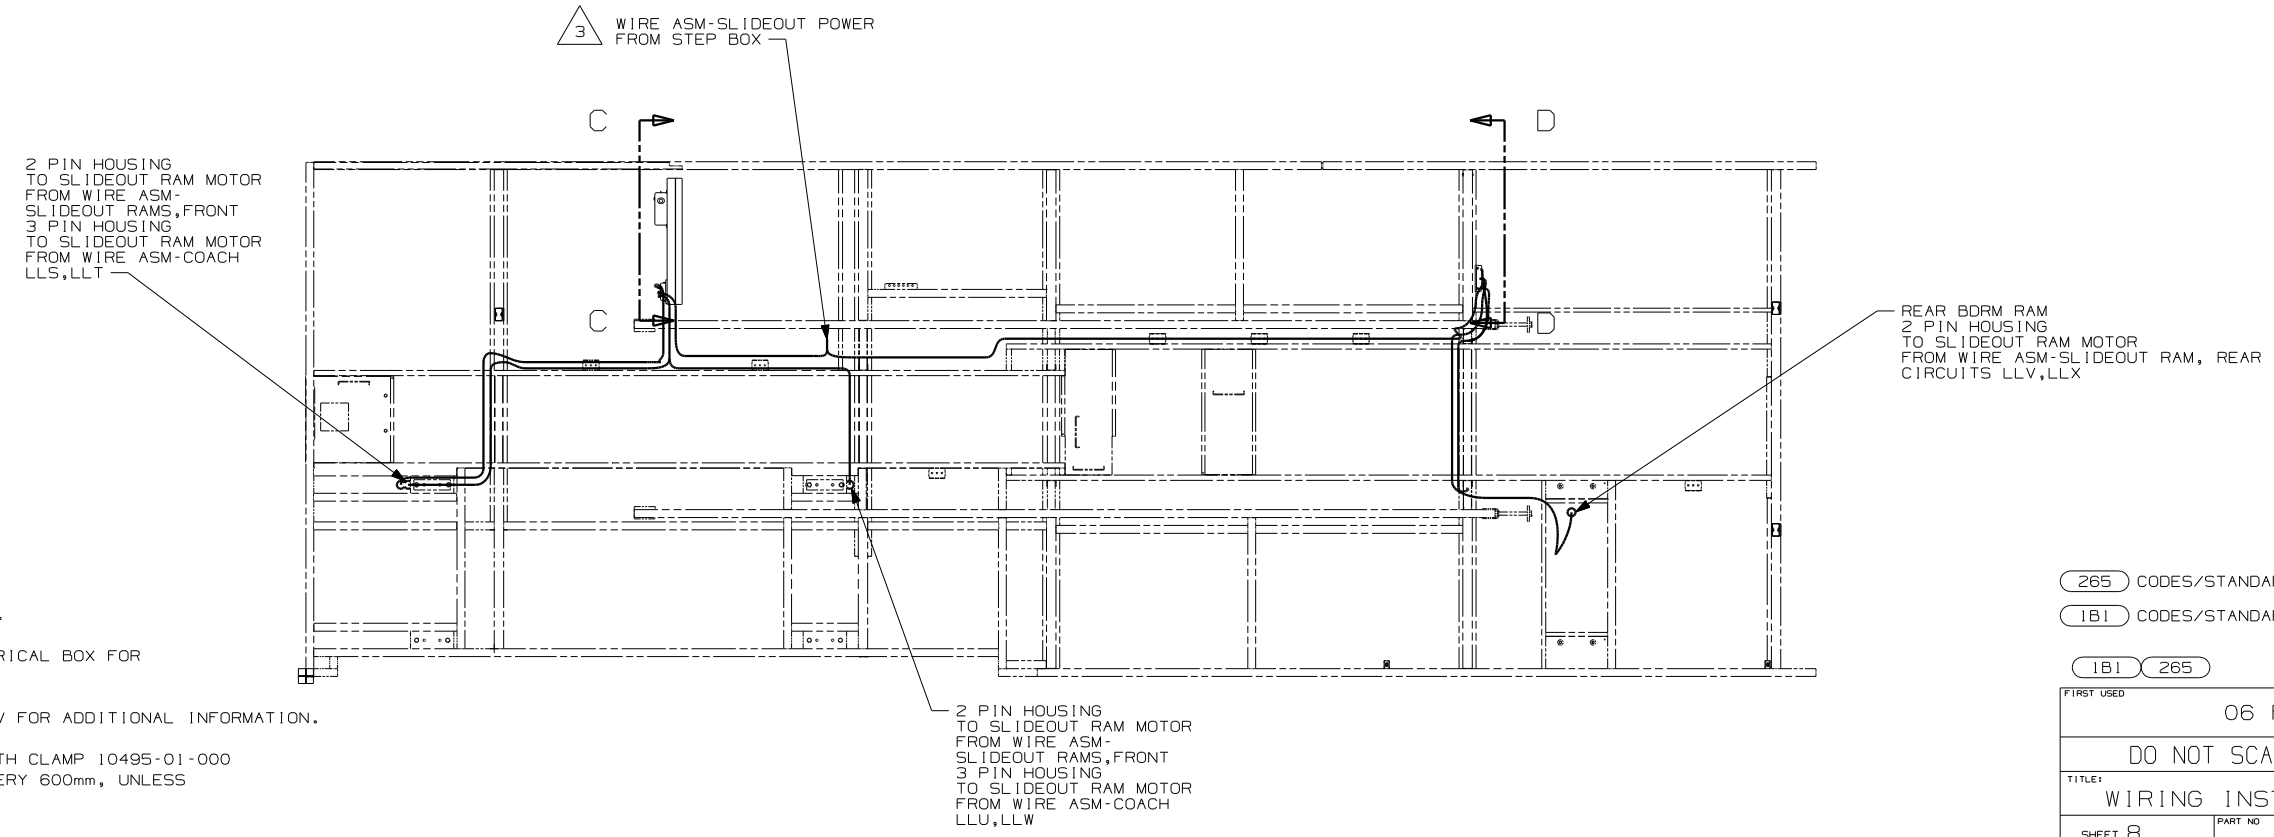 3
WIRE ASM-SLIDEOUT POWER
FROM STEP BOX
C
D
2 PIN HOUSING
TO SLIDEOUT RAM MOTOR
FROM WIRE ASM-
SLIDEOUT RAMS,FRONT
3 PIN HOUSING
TO SLIDEOUT RAM MOTOR
FROM WIRE ASM-COACH
LLS,LLT
C
D
REAR BDRM RAM
2 PIN HOUSING
TO SLIDEOUT RAM MOTOR
FROM WIRE ASM-SLIDEOUT RAM, REAR
CIRCUITS LLV,LLX
RICAL BOX FOR
FOR ADDITIONAL INFORMATION.
TH CLAMP 10495-01-000
ERY 600mm, UNLESS
2 PIN HOUSING
TO SLIDEOUT RAM MOTOR
FROM WIRE ASM-
SLIDEOUT RAMS,FRONT
3 PIN HOUSING
TO SLIDEOUT RAM MOTOR
FROM WIRE ASM-COACH
LLU,LLW
265 CODES/STANDA
1B1 CODES/STANDA
1B1 265
FIRST USED
06
DO NOT SCA
TITLE:
WIRING INS
SHEET 8
PART NO